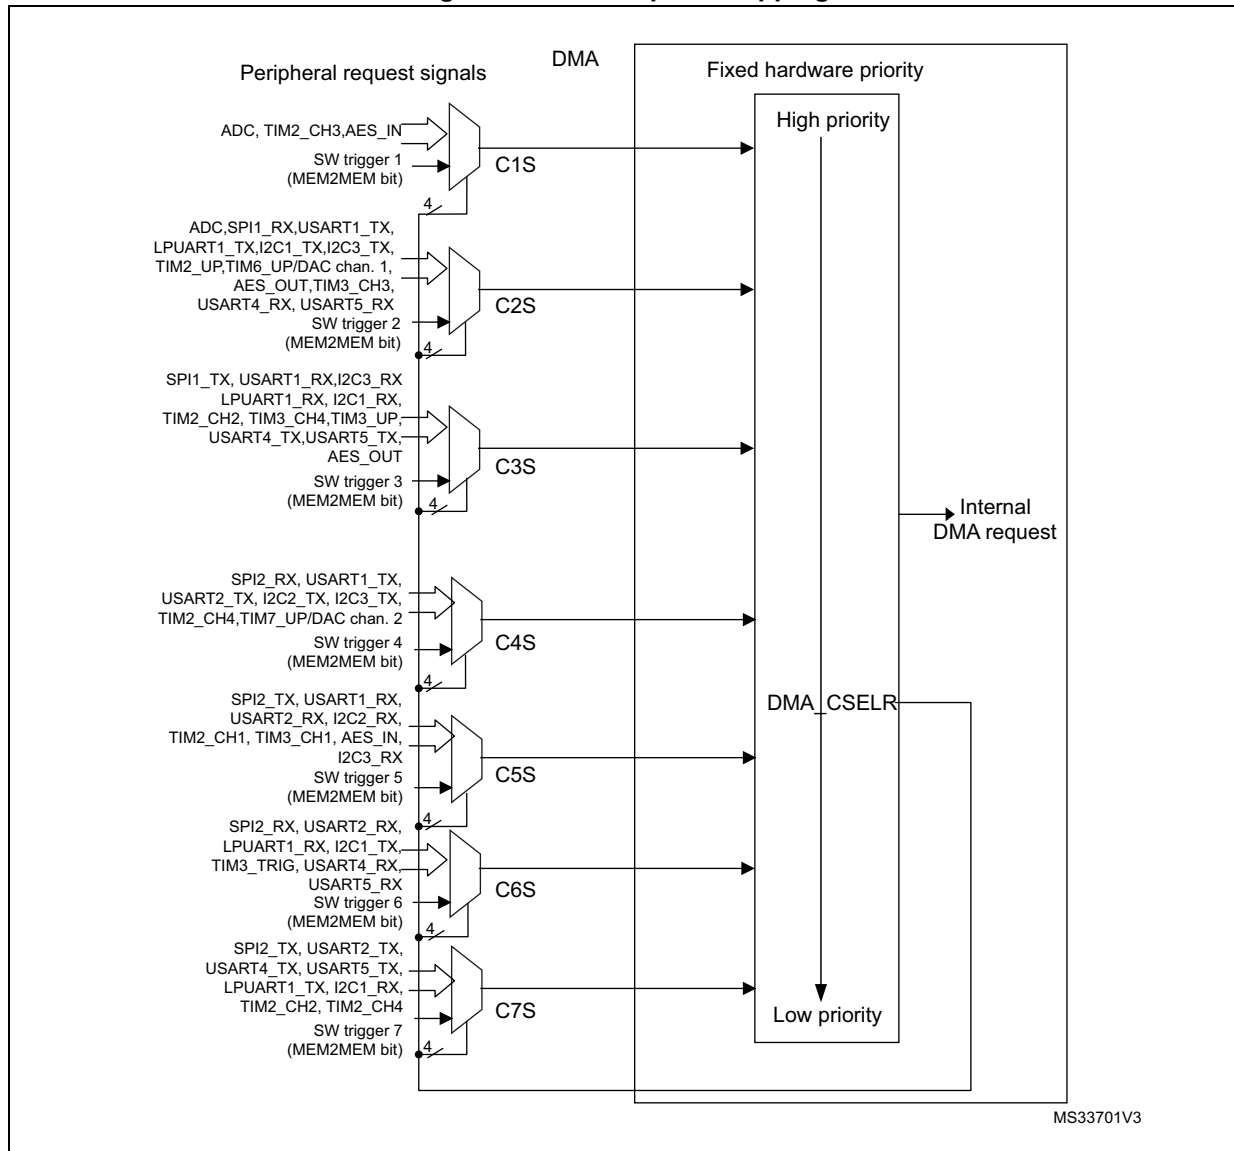 DMA
Peripheral request signals
Fixed hardware priority
High priority
ADC, TIM2_CH3,AES_IN
SW trigger 1
(MEM2MEM bit)
C1S
4
ADC,SPI1_RX,USART1_TX,
LPUART1_TX,I2C1_TX,I2C3_TX,
TIM2_UP,TIM6_UP/DAC chan. 1,
AES_OUT,TIM3_CH3,
USART4_RX, USART5_RX
SW trigger 2
(MEM2MEM bit)
C2S
4
SPI1_TX, USART1_RX,I2C3_RX
LPUART1_RX, I2C1_RX,
TIM2_CH2, TIM3_CH4,TIM3_UP,
USART4_TX,USART5_TX,
AES_OUT
SW trigger 3
(MEM2MEM bit)
C3S
4
Internal
DMA request
SPI2_RX, USART1_TX,
USART2_TX, I2C2_TX, I2C3_TX,
TIM2_CH4,TIM7_UP/DAC chan. 2
SW trigger 4
(MEM2MEM bit)
C4S
4
DMA_CSELR
SPI2_TX, USART1_RX,
USART2_RX, I2C2_RX,
TIM2_CH1, TIM3_CH1, AES_IN,
I2C3_RX
SW trigger 5
(MEM2MEM bit)
C5S
4
SPI2_RX, USART2_RX,
LPUART1_RX, I2C1_TX,
TIM3_TRIG, USART4_RX,
USART5_RX
SW trigger 6
(MEM2MEM bit)
C6S
4
SPI2_TX, USART2_TX,
USART4_TX, USART5_TX,
LPUART1_TX, I2C1_RX,
TIM2_CH2, TIM2_CH4
SW trigger 7
(MEM2MEM bit)
C7S
4
Low priority
MS33701V3